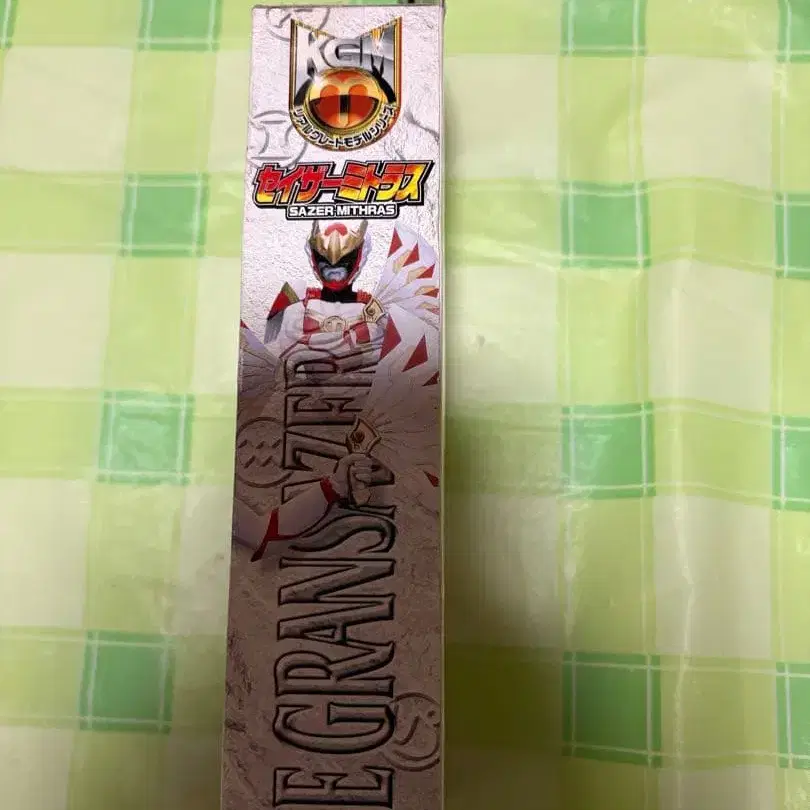 KGM
リアルグレートモデルシリーズ
セイザーミトラス
SAZER MITHRAS
E GRANSAZER